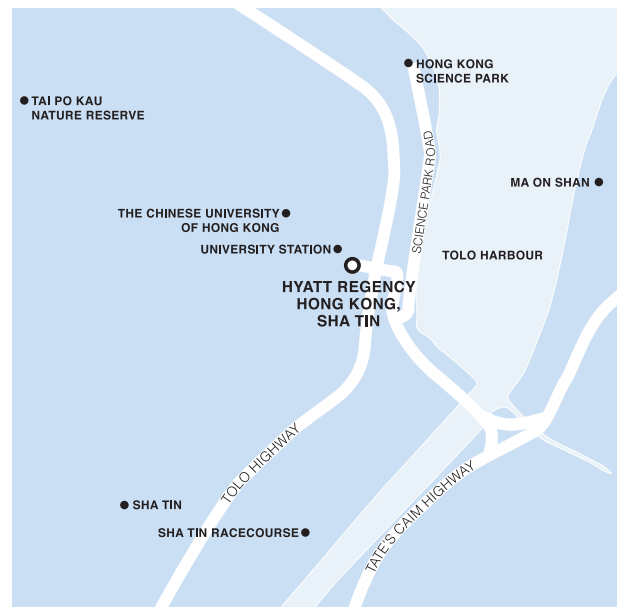 HONG KONG
SCIENCE PARK
TAI PO KAU
NATURE RESERVE
SCIENCE PARK ROAD
MA ON SHAN
THE CHINESE UNIVERSITY
OF HONG KONG
UNIVERSITY STATION
TOLO HARBOUR
HYATT REGENCY
HONG KONG,
SHA TIN
TOLO HIGHWAY
TATE'S CAIM HIGHWAY
SHA TIN
SHA TIN RACECOURSE